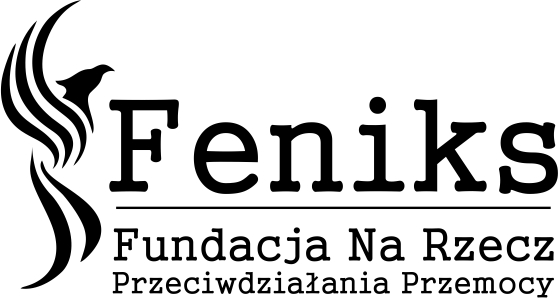 Feniks
Fundacja Na Rzecz
Przeciwdziałania Przemocy